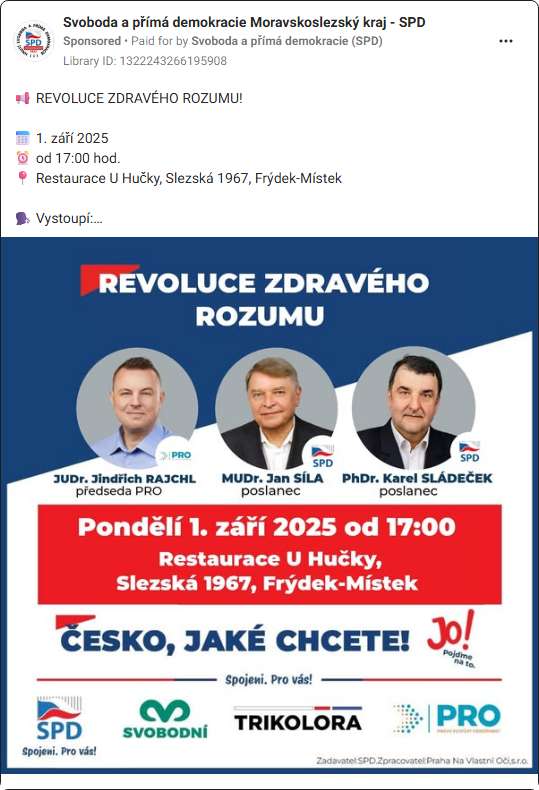 Svoboda a přímá demokracie Moravskoslezský kraj - SPD
Sponsored • Paid for by Svoboda a přímá demokracie (SPD)
Library ID: 1322243266195908
REVOLUCE ZDRAVÉHO ROZUMU!
1. září 2025
od 17:00 hod.
Restaurace U Hučky, Slezská 1967, Frýdek-Místek
Vystoupí:...
REVOLUCE ZDRAVÉHO
ROZUMU
PRO
SPD
SPD
JUDr. Jindřich RAJCHL
předseda PRO
MUDr. Jan SÍLA
poslanec
PhDr. Karel SLÁDEČEK
poslanec
Pondělí 1. září 2025 od 17:00
Restaurace U Hučky,
Slezská 1967, Frýdek-Místek
ČESKO, JAKÉ CHCETE!
Jo!
Pojďme
na to.
Spojeni. Pro vás!
SPD
Spojeni. Pro vás!
SVOBODNÍ
TRIKOLORA
PRO
Zadavatel:SPD.Zpracovatel:Praha Na Vlastní Oči,s.r.o.